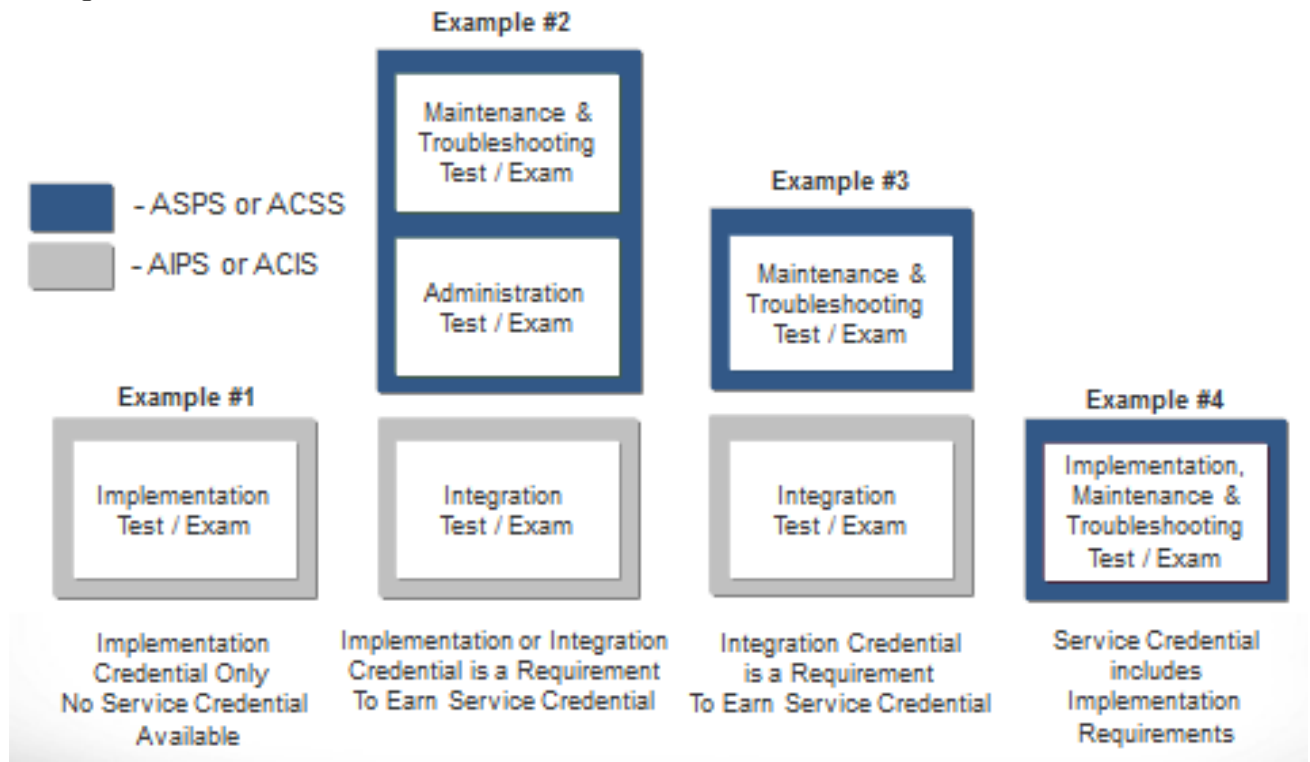 Example #2
Maintenance &
Troubleshooting
Test / Exam
Administration
Test / Exam
- ASPS or ACSS
- AIPS or ACIS
Example #1
Implementation
Test / Exam
Integration
Test / Exam
Example #3
Maintenance &
Troubleshooting
Test / Exam
Integration
Test / Exam
Example #4
Implementation,
Maintenance &
Troubleshooting
Test / Exam
Implementation
Credential Only
No Service Credential
Available
Implementation or Integration
Credential is a Requirement
To Earn Service Credential
Integration Credential
is a Requirement
To Earn Service Credential
Service Credential
includes
Implementation
Requirements